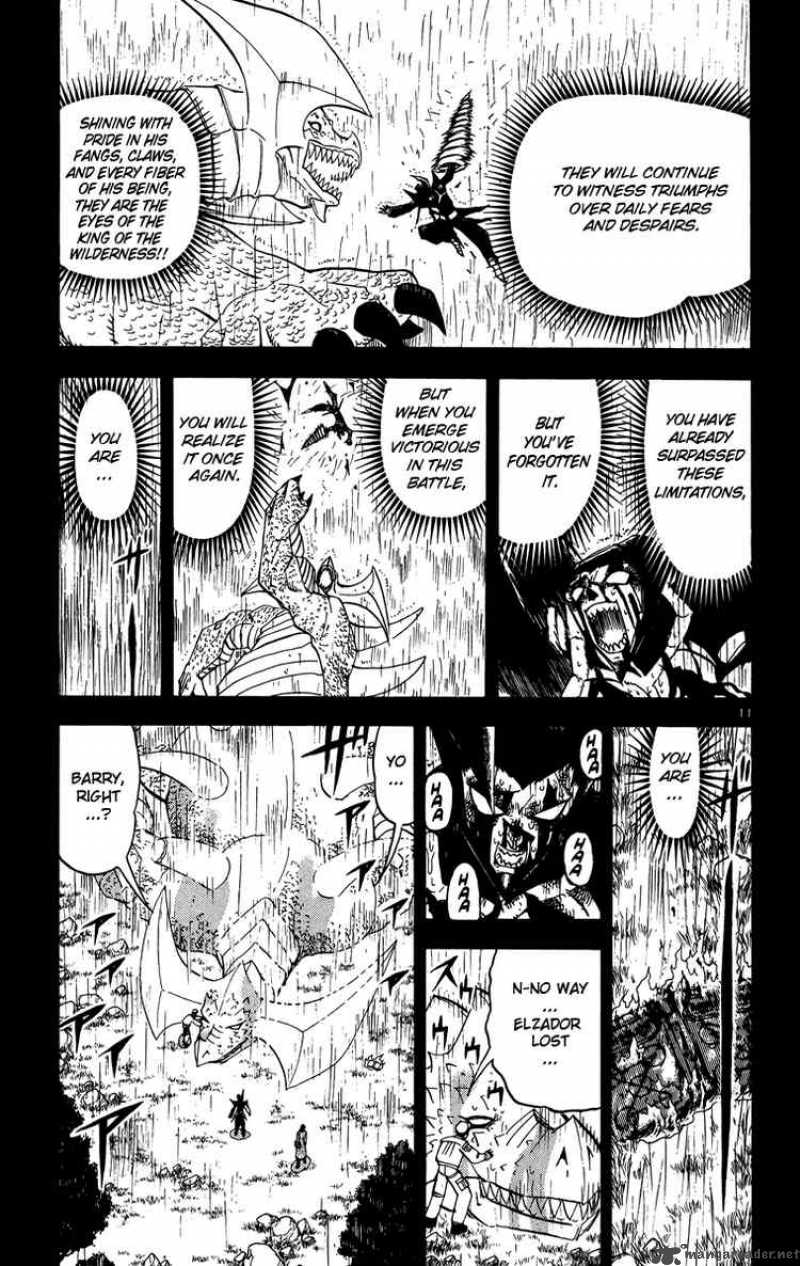 THEY WILL CONTINUE
TO WITNESS TRIUMPHS
OVER DAILY FEARS
AND DESPAIRS.
SHINING WITH
PRIDE IN HIS
FANGS, CLAWS,
AND EVERY FIBER
OF HIS BEING,
THEY ARE THE
EYES OF THE
KING OF THE
WILDERNESS!!
YOU HAVE
ALREADY
SURPASSED
THESE
LIMITATIONS,
BUT
YOU'VE
FORGOTTEN
IT.
BUT
WHEN YOU
EMERGE
VICTORIOUS
IN THIS
BATTLE,
YOU WILL
REALIZE
IT ONCE
AGAIN.
YOU
ARE
...
11
YOU
ARE
...
HAA
HAA
HAA
HAA
N-NO WAY
...
ELZADOR
LOST
...
YO
...
BARRY,
RIGHT
...?
mangareader.net